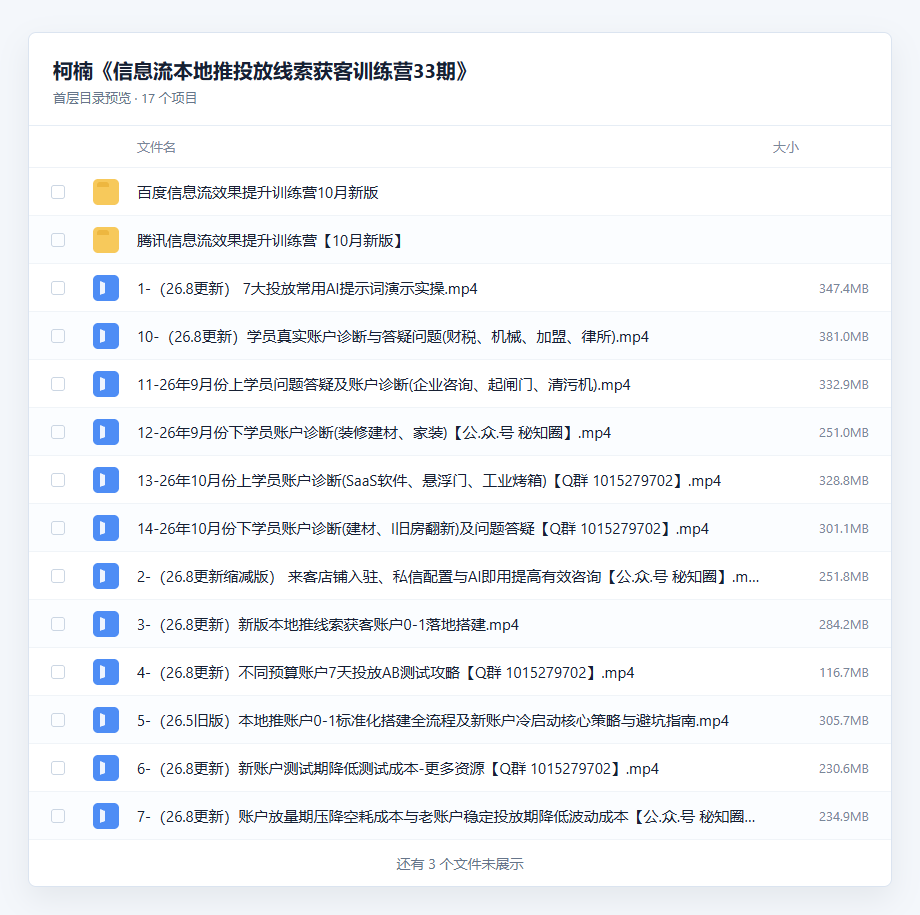 柯楠《信息流本地推投放线索获客训练营33期》
首层目录预览 · 17 个项目
文件名 大小
百度信息流效果提升训练营10月新版
腾讯信息流效果提升训练营【10月新版】
1-（26.8更新） 7大投放常用AI提示词演示实操.mp4 347.4MB
10-（26.8更新）学员真实账户诊断与答疑问题(财税、机械、加盟、律所).mp4 381.0MB
11-26年9月份上学员问题答疑及账户诊断(企业咨询、起闸门、清污机).mp4 332.9MB
12-26年9月份下学员账户诊断(装修建材、家装)【公.众.号 秘知圈】.mp4 251.0MB
13-26年10月份上学员账户诊断(SaaS软件、悬浮门、工业烤箱)【Q群 1015279702】.mp4 328.8MB
14-26年10月份下学员账户诊断(建材、l旧房翻新)及问题答疑【Q群 1015279702】.mp4 301.1MB
2-（26.8更新缩减版） 来客店铺入驻、私信配置与AI即用提高有效咨询【公.众.号 秘知圈】.m... 251.8MB
3-（26.8更新）新版本地推线索获客账户0-1落地搭建.mp4 284.2MB
4-（26.8更新）不同预算账户7天投放AB测试攻略【Q群 1015279702】.mp4 116.7MB
5-（26.5旧版）本地推账户0-1标准化搭建全流程及新账户冷启动核心策略与避坑指南.mp4 305.7MB
6-（26.8更新）新账户测试期降低测试成本-更多资源【Q群 1015279702】.mp4 230.6MB
7-（26.8更新）账户放量期压降空耗成本与老账户稳定投放期降低波动成本【公.众.号 秘知圈... 234.9MB
还有 3 个文件未展示